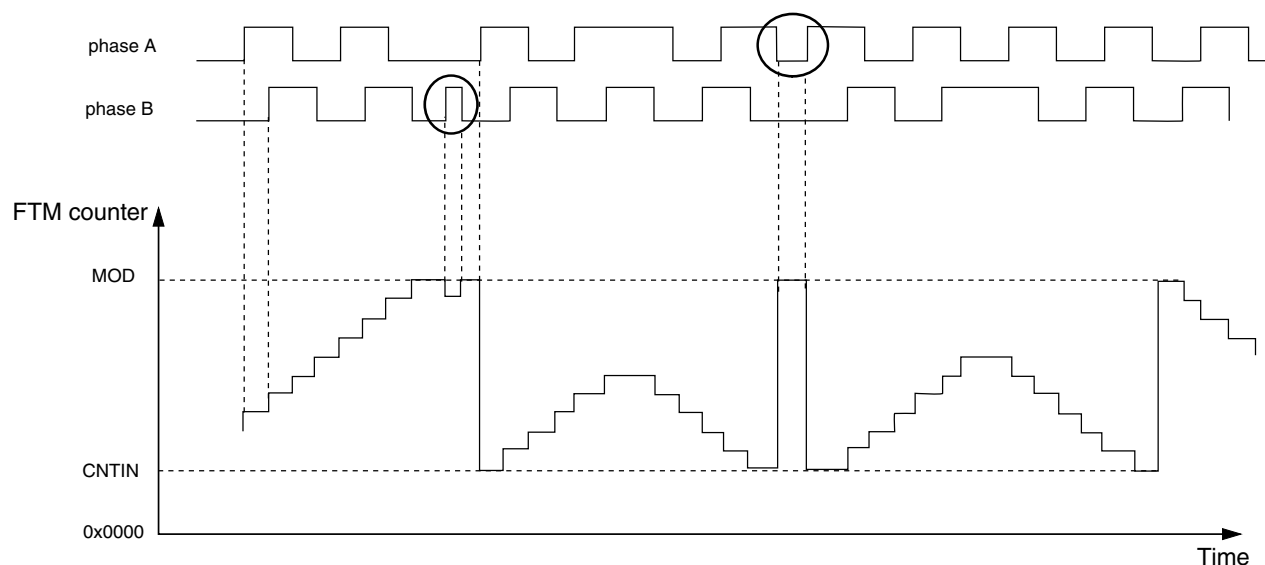 phase A
phase B
FTM counter
MOD
CNTIN
0x0000
Time